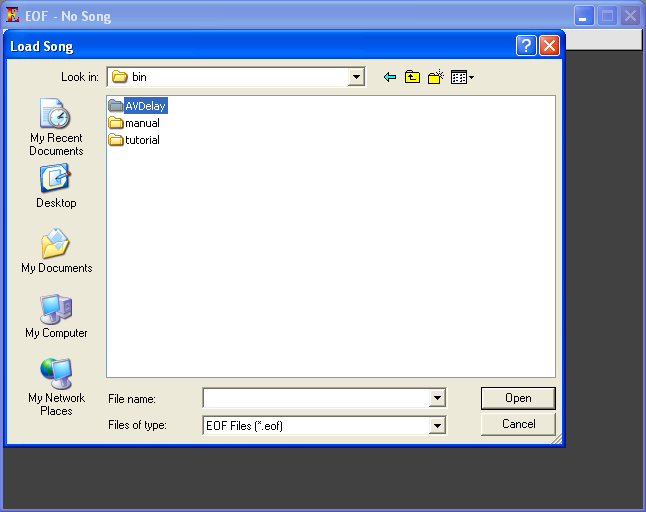 EOF - No Song
Load Song
Look in:
bin
My Recent
Documents
Desktop
My Documents
My Computer
My Network
Places
AVDelay
manual
tutorial
File name:
Open
Files of type:
EOF Files (*.eof)
Cancel